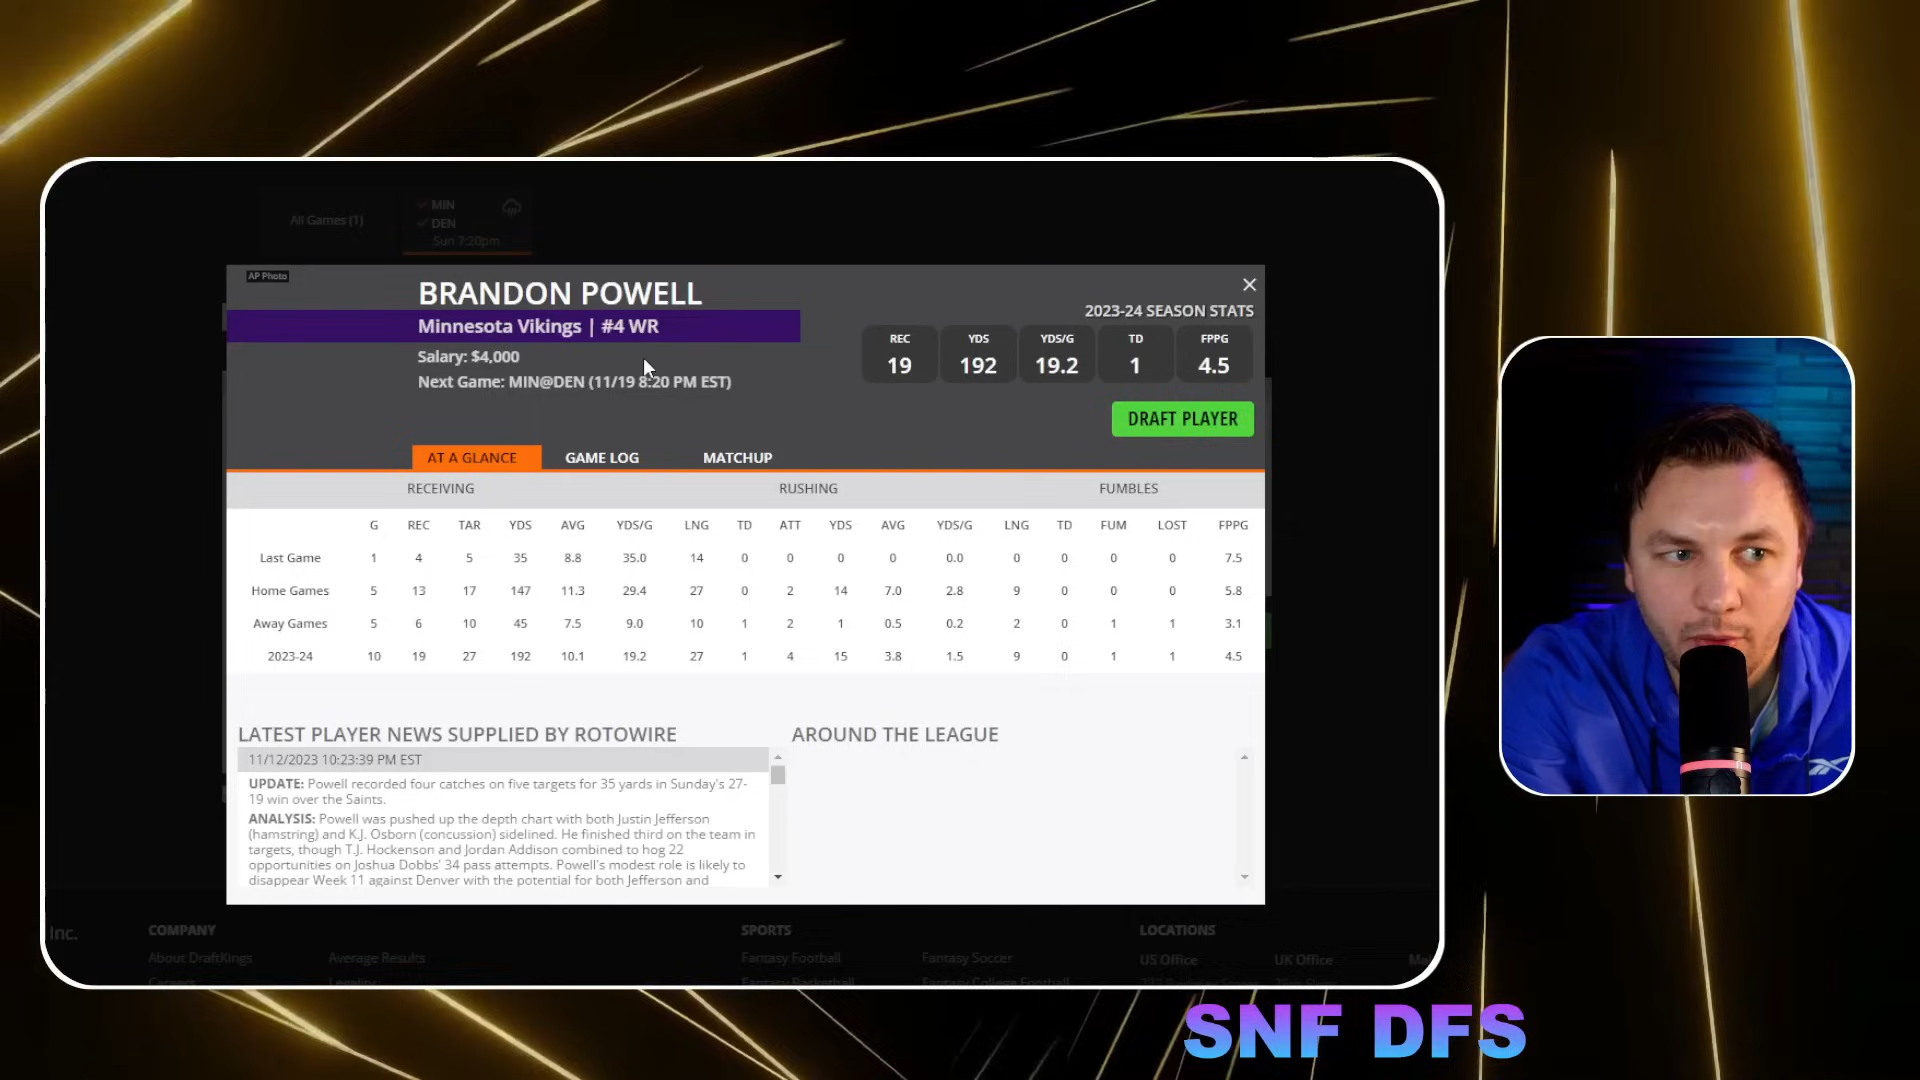 All Games (1)
MIN
DEN
Sun 7:20pm
AP Photo
BRANDON POWELL
Minnesota Vikings | #4 WR
Salary: $4,000
Next Game: MIN@DEN (11/19 8:20 PM EST)
2023-24 SEASON STATS
REC YDS YDS/G TD FPPG
19 192 19.2 1 4.5
DRAFT PLAYER
AT A GLANCE GAME LOG MATCHUP
RECEIVING RUSHING FUMBLES
G REC TAR YDS AVG YDS/G LNG TD ATT YDS AVG YDS/G LNG TD FUM LOST FPPG
Last Game 1 4 5 35 8.8 35.0 14 0 0 0 0 0.0 0 0 0 0 7.5
Home Games 5 13 17 147 11.3 29.4 27 0 2 14 7.0 2.8 9 0 0 0 5.8
Away Games 5 6 10 45 7.5 9.0 10 1 2 1 0.5 0.2 2 0 1 1 3.1
2023-24 10 19 27 192 10.1 19.2 27 1 4 15 3.8 1.5 9 0 1 1 4.5
LATEST PLAYER NEWS SUPPLIED BY ROTOWIRE
11/12/2023 10:23:39 PM EST
UPDATE: Powell recorded four catches on five targets for 35 yards in Sunday's 27-
19 win over the Saints.
ANALYSIS: Powell was pushed up the depth chart with both Justin Jefferson
(hamstring) and K.J. Osborn (concussion) sidelined. He finished third on the team in
targets, though T.J. Hockenson and Jordan Addison combined to hog 22
opportunities on Joshua Dobbs' 34 pass attempts. Powell's modest role is likely to
disappear Week 11 against Denver with the potential for both Jefferson and
AROUND THE LEAGUE
Inc.
COMPANY
About DraftKings Average Results
Careers Legality
SPORTS
Fantasy Football Fantasy Soccer
Fantasy Basketball Fantasy College Football
LOCATIONS
US Office UK Office
SNF DFS